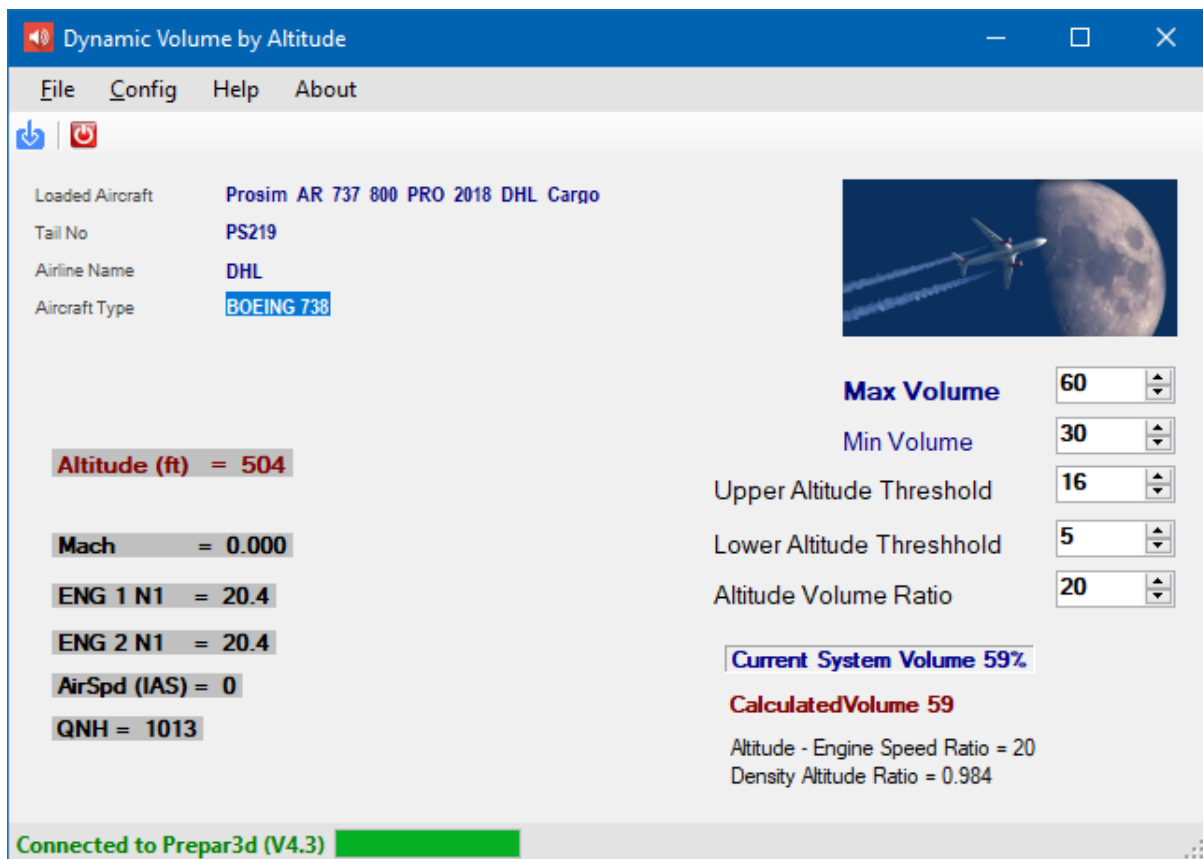 Dynamic Volume by Altitude
File Config Help About
Loaded Aircraft Prosim AR 737 800 PRO 2018 DHL Cargo
Tail No PS219
Airline Name DHL
Aircraft Type BOEING 738
Max Volume 60
Min Volume 30
Altitude (ft) = 504
Upper Altitude Threshold 16
Mach = 0.000
Lower Altitude Threshhold 5
ENG 1 N1 = 20.4
Altitude Volume Ratio 20
ENG 2 N1 = 20.4
Current System Volume 59%
AirSpd (IAS) = 0
CalculatedVolume 59
QNH = 1013
Altitude - Engine Speed Ratio = 20
Density Altitude Ratio = 0.984
Connected to Prepar3d (V4.3)